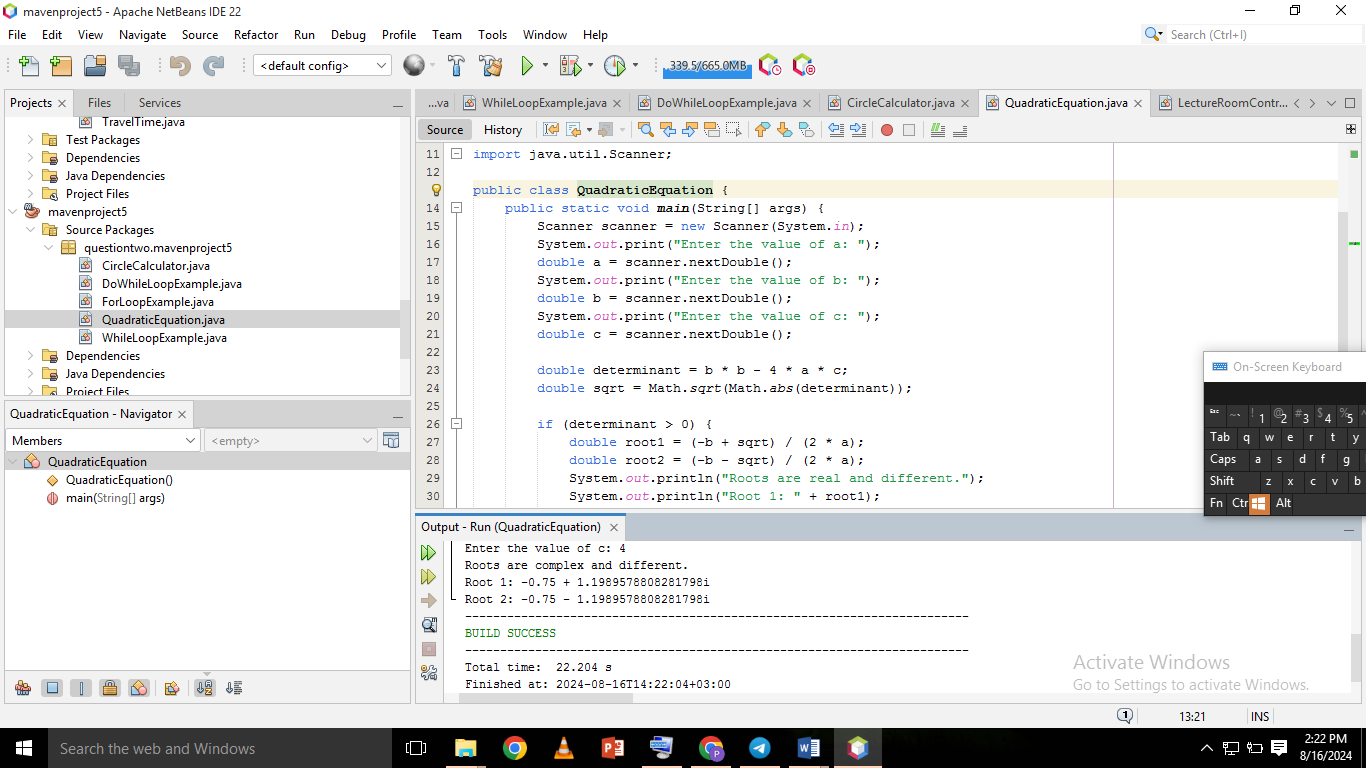 mavenproject5 - Apache NetBeans IDE 22
File Edit View Navigate Source Refactor Run Debug Profile Team Tools Window Help
Search (Ctrl+I)
<default config>
339.5/665.0MB
Projects Files Services
TravelTime.java
Test Packages
Dependencies
Java Dependencies
Project Files
mavenproject5
Source Packages
questiontwo.mavenproject5
CircleCalculator.java
DoWhileLoopExample.java
ForLoopExample.java
QuadraticEquation.java
WhileLoopExample.java
Dependencies
Java Dependencies
Project Files
QuadraticEquation - Navigator
Members <empty>
QuadraticEquation
QuadraticEquation()
main(String[] args)
...va WhileLoopExample.java DoWhileLoopExample.java CircleCalculator.java QuadraticEquation.java LectureRoomContr...
Source History
11 import java.util.Scanner;
12
public class QuadraticEquation {
14 public static void main(String[] args) {
15 Scanner scanner = new Scanner(System.in);
16 System.out.print("Enter the value of a: ");
17 double a = scanner.nextDouble();
18 System.out.print("Enter the value of b: ");
19 double b = scanner.nextDouble();
20 System.out.print("Enter the value of c: ");
21 double c = scanner.nextDouble();
22
23 double determinant = b * b - 4 * a * c;
24 double sqrt = Math.sqrt(Math.abs(determinant));
25
26 if (determinant > 0) {
27 double root1 = (-b + sqrt) / (2 * a);
28 double root2 = (-b - sqrt) / (2 * a);
29 System.out.println("Roots are real and different.");
30 System.out.println("Root 1: " + root1);
Output - Run (QuadraticEquation)
Enter the value of c: 4
Roots are complex and different.
Root 1: -0.75 + 1.1989578808281798i
Root 2: -0.75 - 1.1989578808281798i
------------------------------------------------------------------------
BUILD SUCCESS
------------------------------------------------------------------------
Total time: 22.204 s
Finished at: 2024-08-16T14:22:04+03:00
On-Screen Keyboard
Esc ~ ` ! 1 @ 2 # 3 $ 4 % 5 ^
Tab q w e r t y
Caps a s d f g
Shift z x c v b
Fn Ctr Alt
Activate Windows
Go to Settings to activate Windows.
1 13:21 INS
Search the web and Windows
2:22 PM
8/16/2024